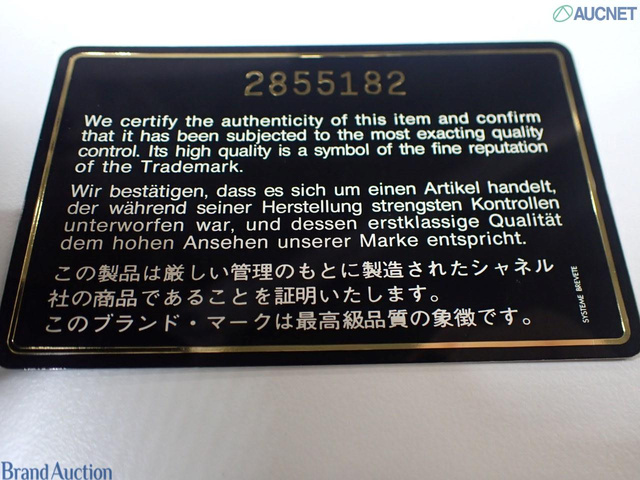 AUCNET
2855182
We certify the authenticity of this item and confirm
that it has been subjected to the most exacting quality
control. Its high quality is a symbol of the fine reputation
of the Trademark.
Wir bestätigen, dass es sich um einen Artikel handelt,
der während seiner Herstellung strengsten Kontrollen
unterworfen war, und dessen erstklassige Qualität
dem hohen Ansehen unserer Marke entspricht.
この製品は厳しい管理のもとに製造されたシャネル
社の商品であることを証明いたします。
このブランド・マークは最高級品質の象徴です。
SYSTEME BREVETE
Brand Auction